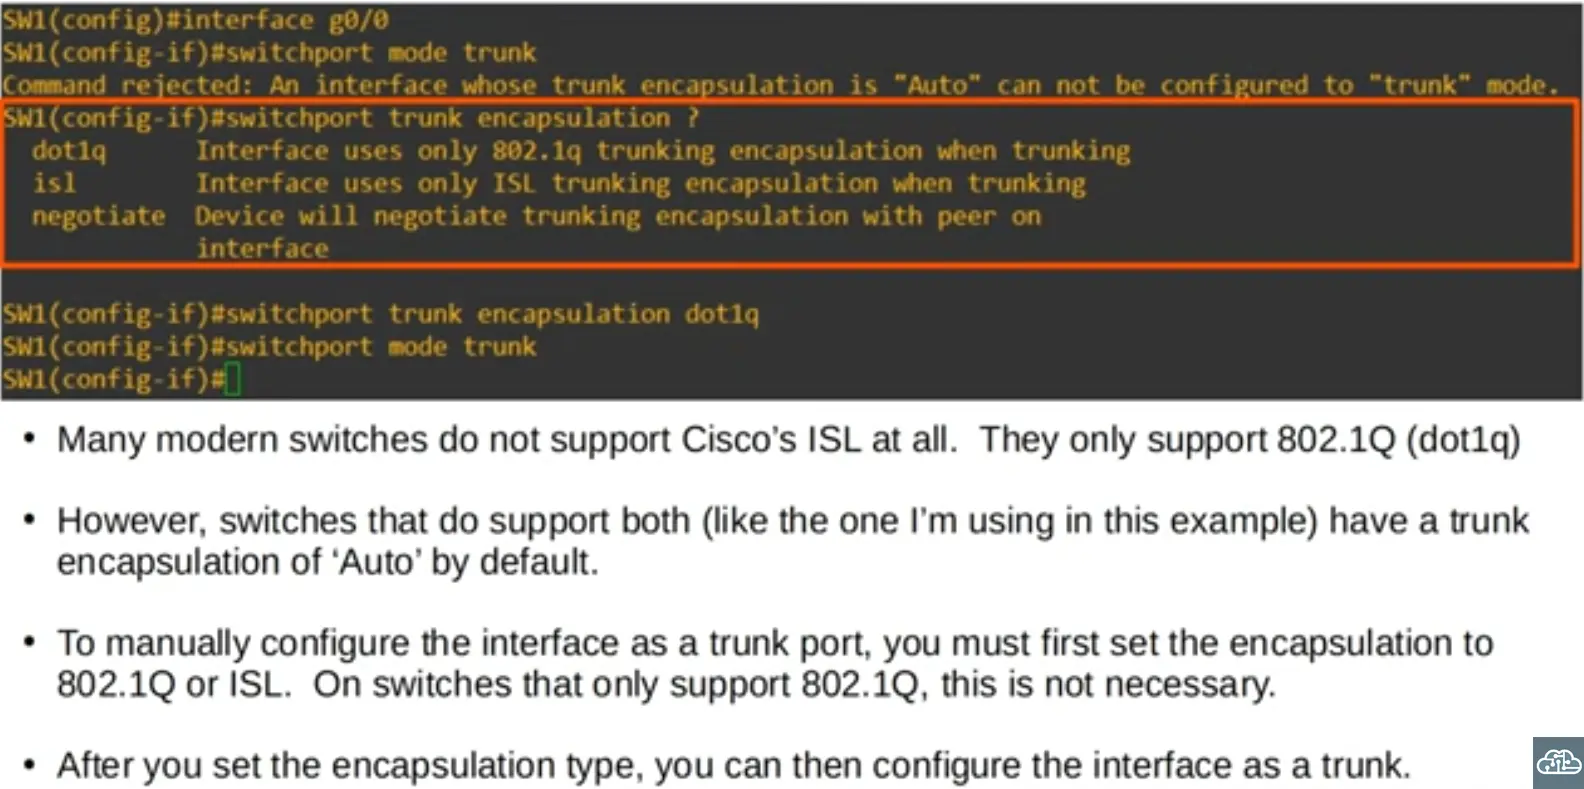 SW1(config)#interface g0/0
SW1(config-if)#switchport mode trunk
Command rejected: An interface whose trunk encapsulation is "Auto" can not be configured to "trunk" mode.
SW1(config-if)#switchport trunk encapsulation ?
dot1q Interface uses only 802.1q trunking encapsulation when trunking
isl Interface uses only ISL trunking encapsulation when trunking
negotiate Device will negotiate trunking encapsulation with peer on
interface
SW1(config-if)#switchport trunk encapsulation dot1q
SW1(config-if)#switchport mode trunk
SW1(config-if)#
• Many modern switches do not support Cisco’s ISL at all. They only support 802.1Q (dot1q)
• However, switches that do support both (like the one I’m using in this example) have a trunk
encapsulation of ‘Auto’ by default.
• To manually configure the interface as a trunk port, you must first set the encapsulation to
802.1Q or ISL. On switches that only support 802.1Q, this is not necessary.
• After you set the encapsulation type, you can then configure the interface as a trunk.